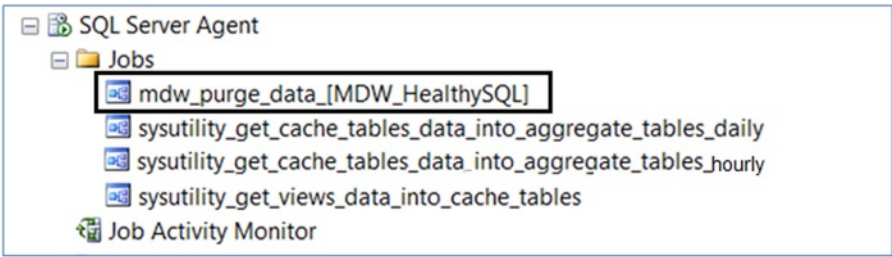 SQL Server Agent
Jobs
mdw_purge_data_[MDW_HealthySQL]
sysutility_get_cache_tables_data_into_aggregate_tables_daily
sysutility_get_cache_tables_data_into_aggregate_tables_hourly
sysutility_get_views_data_into_cache_tables
Job Activity Monitor